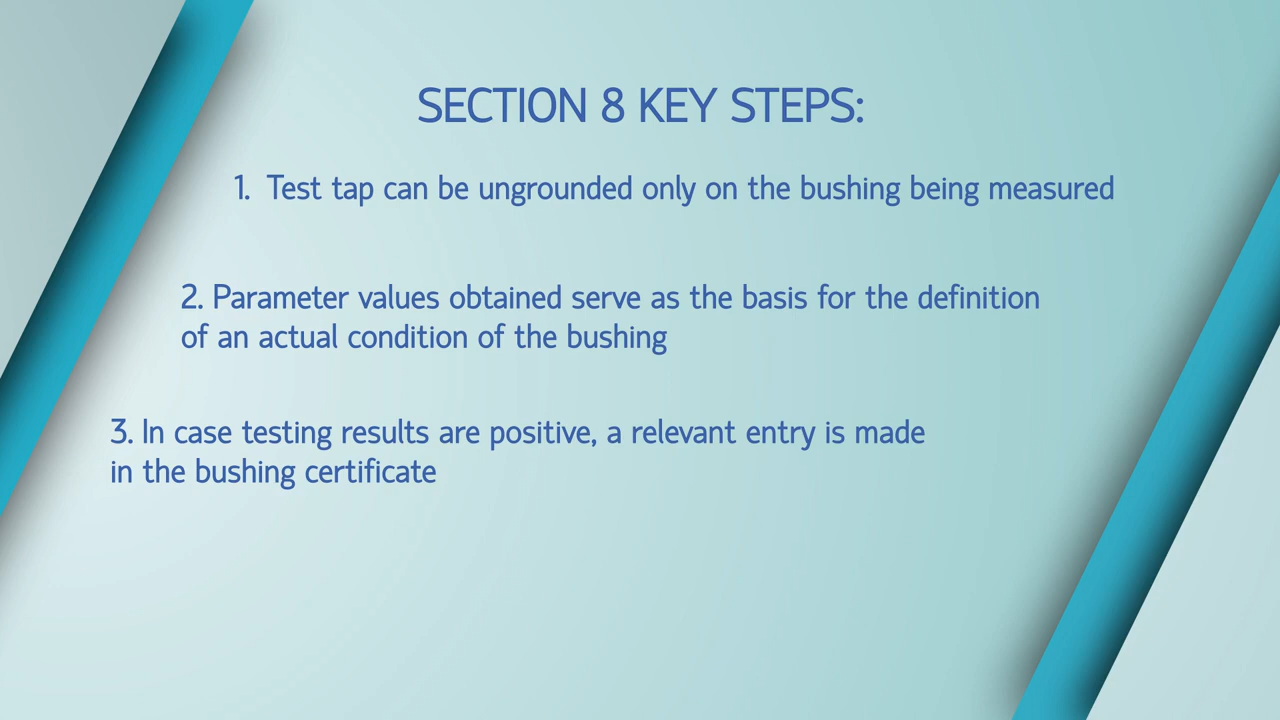 SECTION 8 KEY STEPS:
1. Test tap can be ungrounded only on the bushing being measured
2. Parameter values obtained serve as the basis for the definition
of an actual condition of the bushing
3. In case testing results are positive, a relevant entry is made
in the bushing certificate